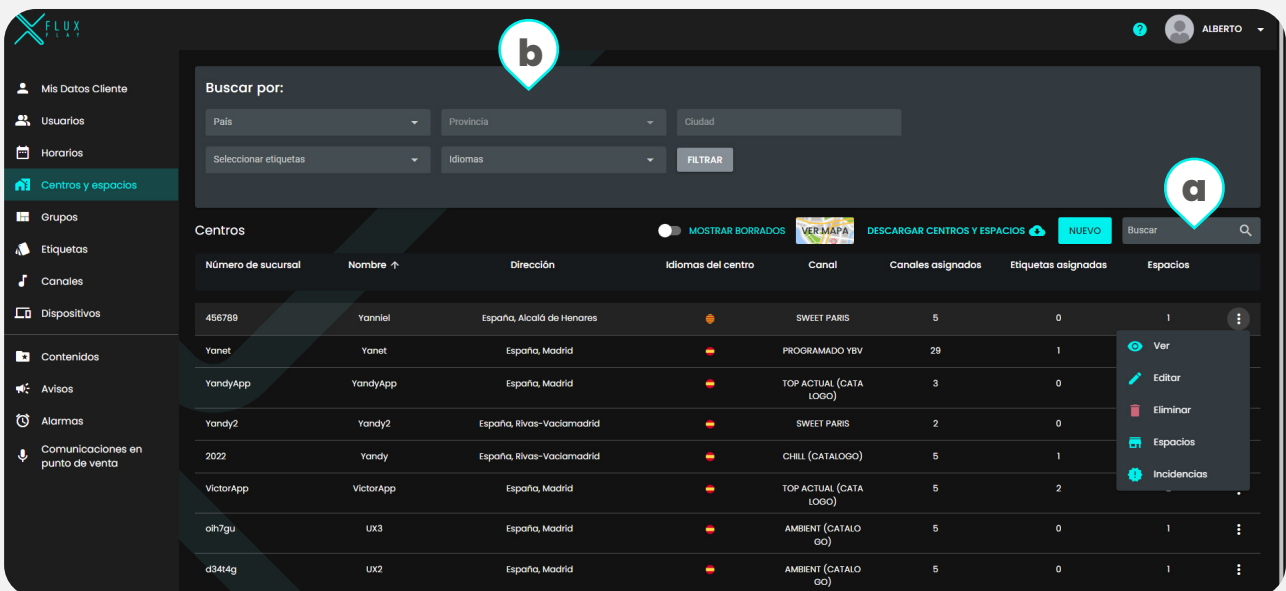 FLUX
PLAY
ALBERTO
b
a
Mis Datos Cliente
Usuarios
Horarios
Centros y espacios
Grupos
Etiquetas
Canales
Dispositivos
Contenidos
Avisos
Alarmas
Comunicaciones en
punto de venta
Buscar por:
País
Provincia
Ciudad
Seleccionar etiquetas
Idiomas
FILTRAR
Centros
MOSTRAR BORRADOS
VER MAPA
DESCARGAR CENTROS Y ESPACIOS
NUEVO
Buscar
Número de sucursal Nombre ↑ Dirección Idiomas del centro Canal Canales asignados Etiquetas asignadas Espacios
456789 Yanniel España, Alcalá de Henares SWEET PARIS 5 0 1
Yanet Yanet España, Madrid PROGRAMADO YBV 29 1
YandyApp YandyApp España, Madrid TOP ACTUAL (CATA 3 0
LOGO)
Yandy2 Yandy2 España, Rivas-Vaciamadrid SWEET PARIS 2 0
2022 Yandy España, Rivas-Vaciamadrid CHILL (CATALOGO) 5 1
VictorApp VictorApp España, Madrid TOP ACTUAL (CATA 5 2
LOGO)
oih7gu UX3 España, Madrid AMBIENT (CATALO 5 0 1
GO)
d34t4g UX2 España, Madrid AMBIENT (CATALO 5 0 1
GO)
Ver
Editar
Eliminar
Espacios
Incidencias